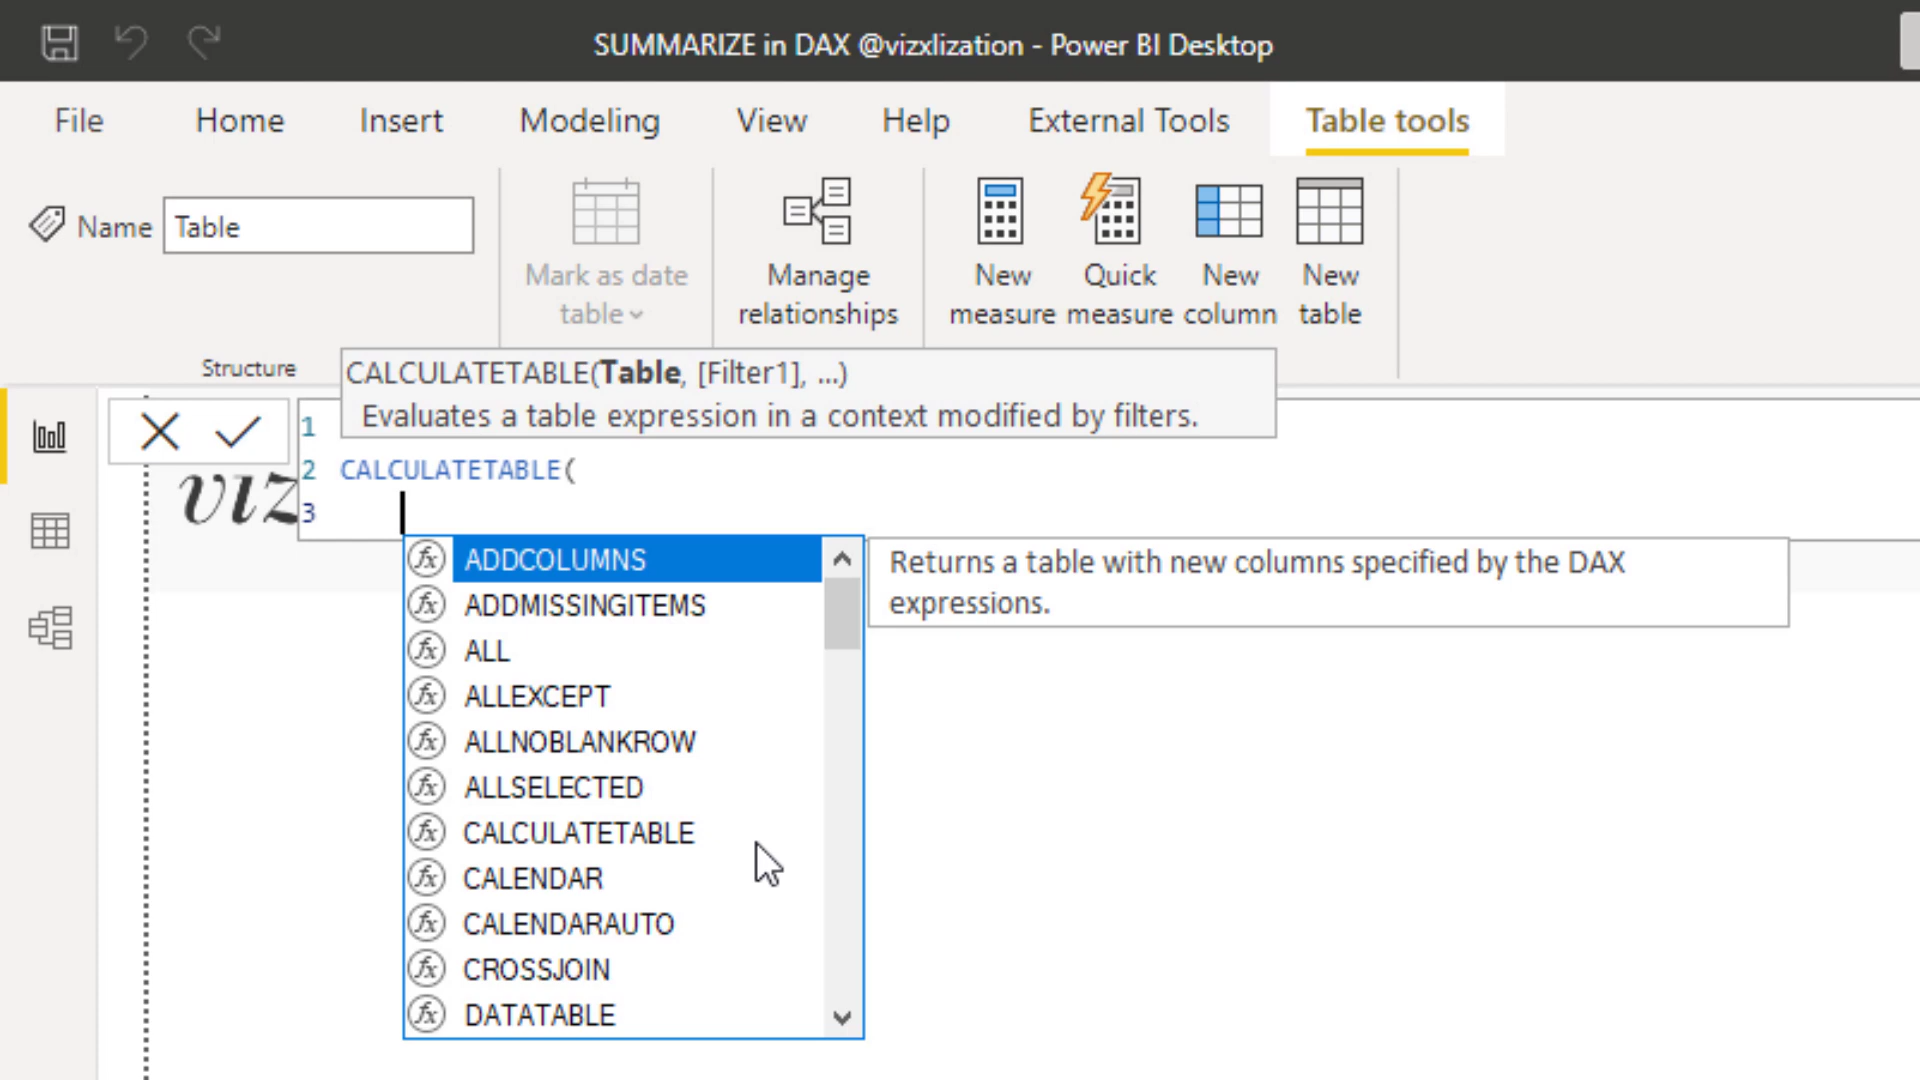 SUMMARIZE in DAX @vizxlization - Power BI Desktop
File Home Insert Modeling View Help External Tools Table tools
Name Table
Mark as date table
Manage relationships
New measure
Quick measure
New column
New table
Structure
CALCULATETABLE(Table, [Filter1], ...)
Evaluates a table expression in a context modified by filters.
1
2 CALCULATETABLE(
3
viz
ADDCOLUMNS
ADDMISSINGITEMS
ALL
ALLEXCEPT
ALLNOBLANKROW
ALLSELECTED
CALCULATETABLE
CALENDAR
CALENDARAUTO
CROSSJOIN
DATATABLE
Returns a table with new columns specified by the DAX
expressions.